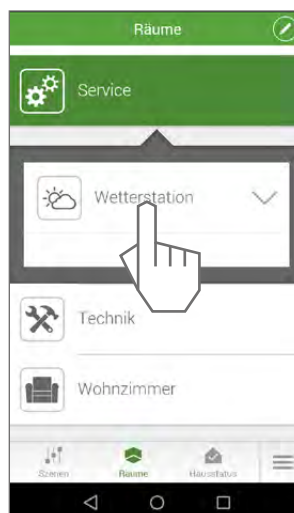 Räume
Service
Wetterstation
Technik
Wohnzimmer
Szenen Räume Hausstatus